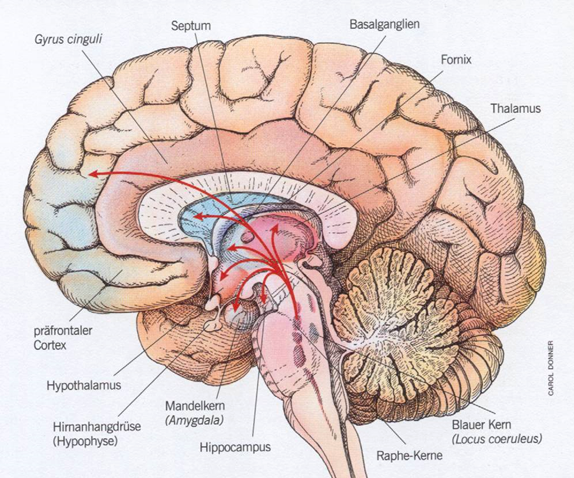 Septum
Basalganglien
Gyrus cinguli
Fornix
Thalamus
präfrontaler
Cortex
Hypothalamus
Hirnanhangdrüse
(Hypophyse)
Mandelkern
(Amygdala)
Hippocampus
Raphe-Kerne
Blauer Kern
(Locus coeruleus)
CAROL DONNER